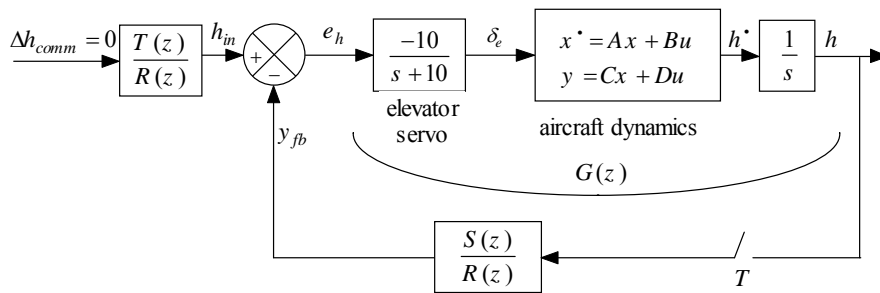 Δh_comm = 0
T(z)
R(z)
h_in
+
−
e_h
−10
s + 10
elevator
servo
δ_e
x˙ = Ax + Bu
y = Cx + Du
aircraft dynamics
h˙
1
s
h
y_fb
G(z)
S(z)
R(z)
T